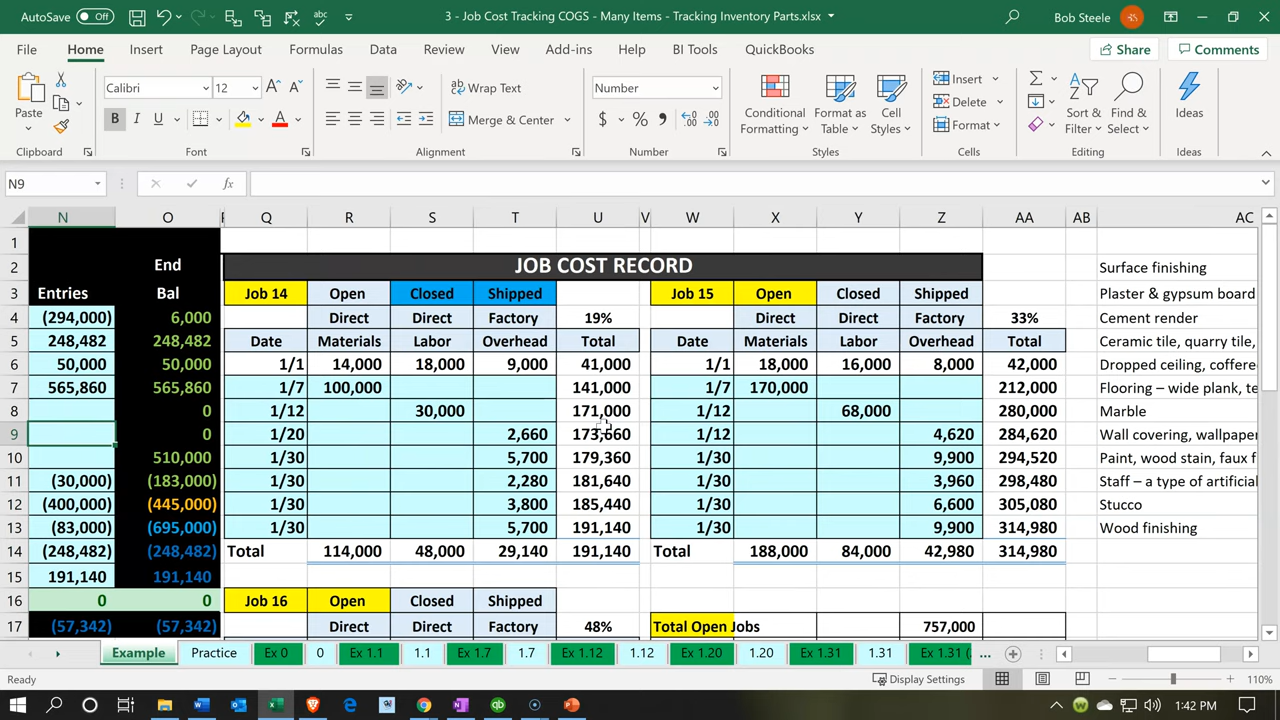 AutoSave Off 3 - Job Cost Tracking COGS - Many Items - Tracking Inventory Parts.xlsx Bob Steele
File Home Insert Page Layout Formulas Data Review View Add-ins Help BI Tools QuickBooks Share Comments
Paste Calibri 12 Wrap Text Number Conditional Formatting Format as Table Cell Styles Insert Sort & Filter Find & Select Ideas
B I U Merge & Center Delete
Format
Clipboard Font Alignment Number Styles Cells Editing Ideas
N9 fx
N O Q R S T U V W X Y Z AA AB AC
1
2 End JOB COST RECORD Surface finishing
3 Entries Bal Job 14 Open Closed Shipped Job 15 Open Closed Shipped Plaster & gypsum board
4 (294,000) 6,000 Direct Direct Factory 19% Direct Direct Factory 33% Cement render
5 248,482 248,482 Date Materials Labor Overhead Total Date Materials Labor Overhead Total Ceramic tile, quarry tile,
6 50,000 50,000 1/1 14,000 18,000 9,000 41,000 1/1 18,000 16,000 8,000 42,000 Dropped ceiling, coffere
7 565,860 565,860 1/7 100,000 141,000 1/7 170,000 212,000 Flooring – wide plank, te
8 0 1/12 30,000 171,000 1/12 68,000 280,000 Marble
9 0 1/20 2,660 173,660 1/12 4,620 284,620 Wall covering, wallpaper
10 510,000 1/30 5,700 179,360 1/30 9,900 294,520 Paint, wood stain, faux f
11 (30,000) (183,000) 1/30 2,280 181,640 1/30 3,960 298,480 Staff – a type of artificial
12 (400,000) (445,000) 1/30 3,800 185,440 1/30 6,600 305,080 Stucco
13 (83,000) (695,000) 1/30 5,700 191,140 1/30 9,900 314,980 Wood finishing
14 (248,482) (248,482) Total 114,000 48,000 29,140 191,140 Total 188,000 84,000 42,980 314,980
15 191,140 191,140
16 0 0 Job 16 Open Closed Shipped
17 (57,342) (57,342) Direct Direct Factory 48% Total Open Jobs 757,000
Example Practice Ex 0 0 Ex 1.1 1.1 Ex 1.7 1.7 Ex 1.12 1.12 Ex 1.20 1.20 Ex 1.31 1.31 Ex 1.31 ( ...
Ready Display Settings 110%
1:42 PM